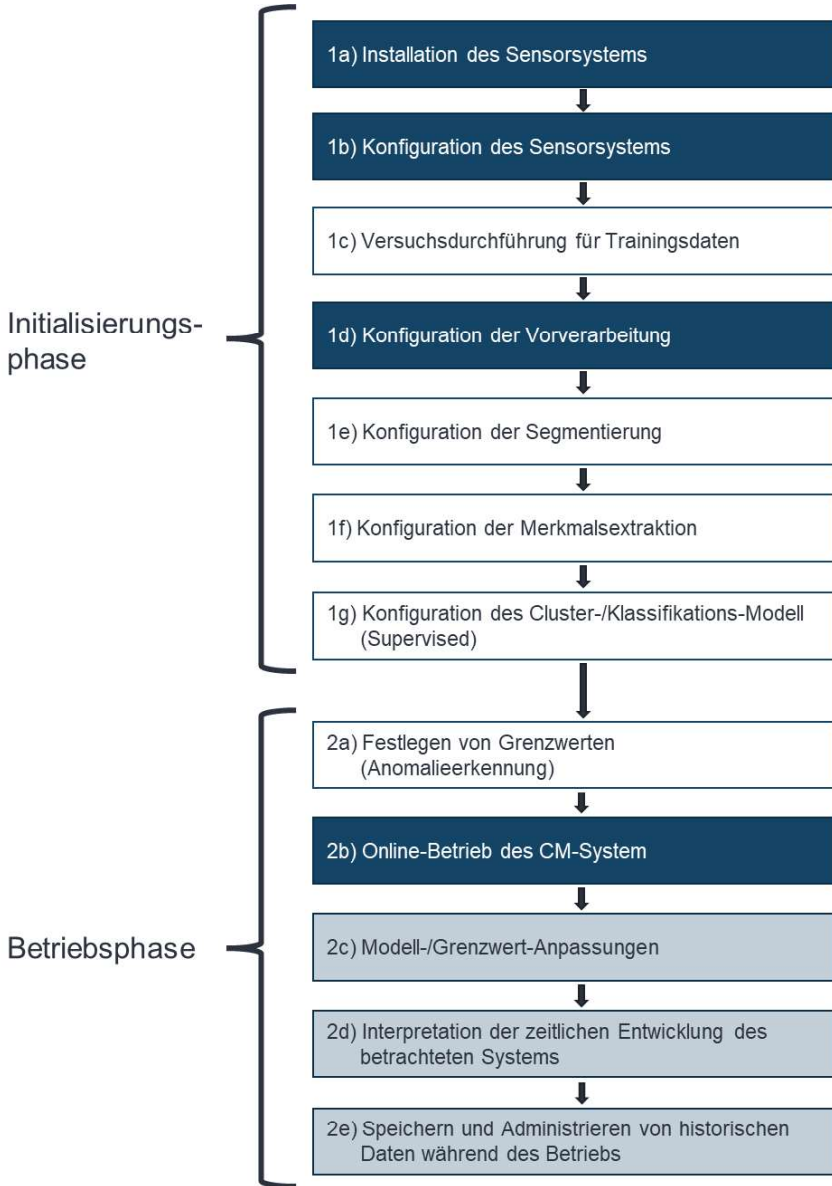 1a) Installation des Sensorsystems
1b) Konfiguration des Sensorsystems
1c) Versuchsdurchführung für Trainingsdaten
Initialisierungs-
phase
1d) Konfiguration der Vorverarbeitung
1e) Konfiguration der Segmentierung
1f) Konfiguration der Merkmalsextraktion
1g) Konfiguration des Cluster-/Klassifikations-Modell
(Supervised)
2a) Festlegen von Grenzwerten
(Anomalieerkennung)
2b) Online-Betrieb des CM-System
Betriebsphase
2c) Modell-/Grenzwert-Anpassungen
2d) Interpretation der zeitlichen Entwicklung des
betrachteten Systems
2e) Speichern und Administrieren von historischen
Daten während des Betriebs